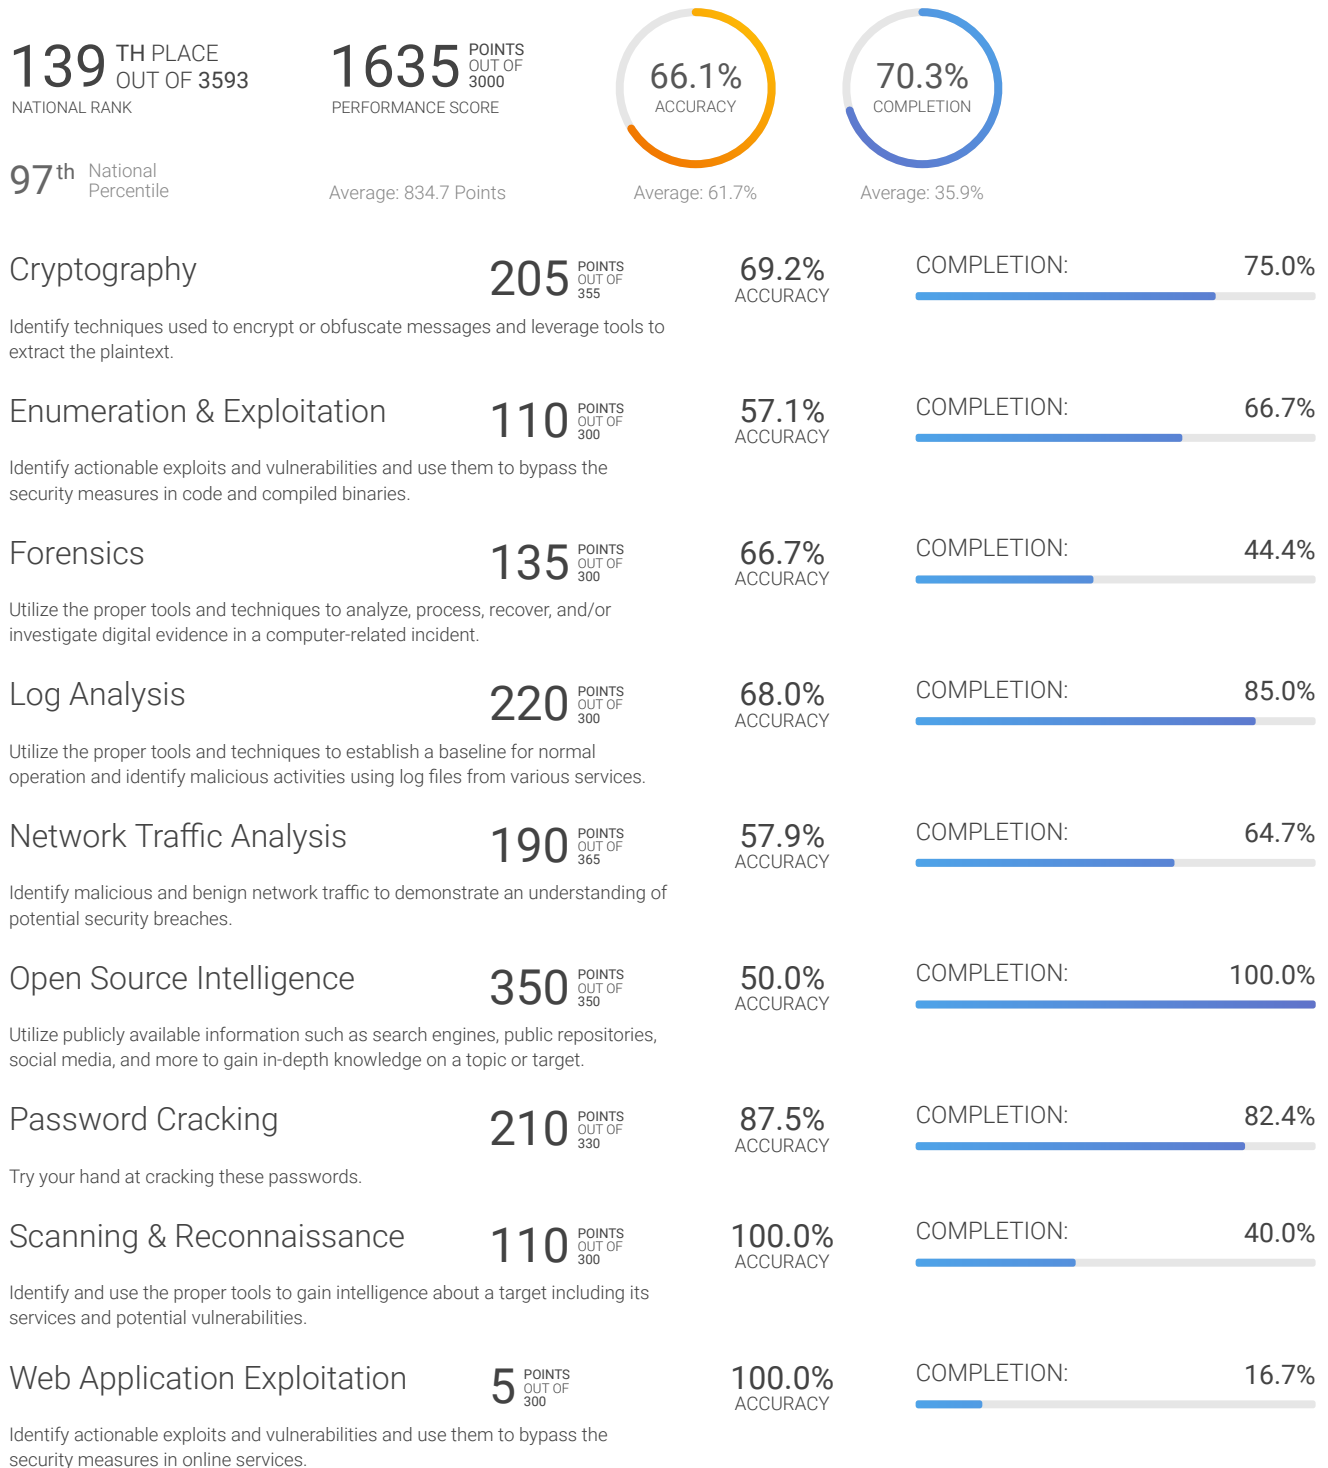 139 TH PLACE
OUT OF 3593
NATIONAL RANK
1635 POINTS
OUT OF
3000
PERFORMANCE SCORE
66.1%
ACCURACY
70.3%
COMPLETION
97th National
Percentile
Average: 834.7 Points
Average: 61.7%
Average: 35.9%
Cryptography
205 POINTS
OUT OF
355
69.2%
ACCURACY
COMPLETION: 75.0%
Identify techniques used to encrypt or obfuscate messages and leverage tools to
extract the plaintext.
Enumeration & Exploitation
110 POINTS
OUT OF
300
57.1%
ACCURACY
COMPLETION: 66.7%
Identify actionable exploits and vulnerabilities and use them to bypass the
security measures in code and compiled binaries.
Forensics
135 POINTS
OUT OF
300
66.7%
ACCURACY
COMPLETION: 44.4%
Utilize the proper tools and techniques to analyze, process, recover, and/or
investigate digital evidence in a computer-related incident.
Log Analysis
220 POINTS
OUT OF
300
68.0%
ACCURACY
COMPLETION: 85.0%
Utilize the proper tools and techniques to establish a baseline for normal
operation and identify malicious activities using log files from various services.
Network Traffic Analysis
190 POINTS
OUT OF
365
57.9%
ACCURACY
COMPLETION: 64.7%
Identify malicious and benign network traffic to demonstrate an understanding of
potential security breaches.
Open Source Intelligence
350 POINTS
OUT OF
350
50.0%
ACCURACY
COMPLETION: 100.0%
Utilize publicly available information such as search engines, public repositories,
social media, and more to gain in-depth knowledge on a topic or target.
Password Cracking
210 POINTS
OUT OF
330
87.5%
ACCURACY
COMPLETION: 82.4%
Try your hand at cracking these passwords.
Scanning & Reconnaissance
110 POINTS
OUT OF
300
100.0%
ACCURACY
COMPLETION: 40.0%
Identify and use the proper tools to gain intelligence about a target including its
services and potential vulnerabilities.
Web Application Exploitation
5 POINTS
OUT OF
300
100.0%
ACCURACY
COMPLETION: 16.7%
Identify actionable exploits and vulnerabilities and use them to bypass the
security measures in online services.